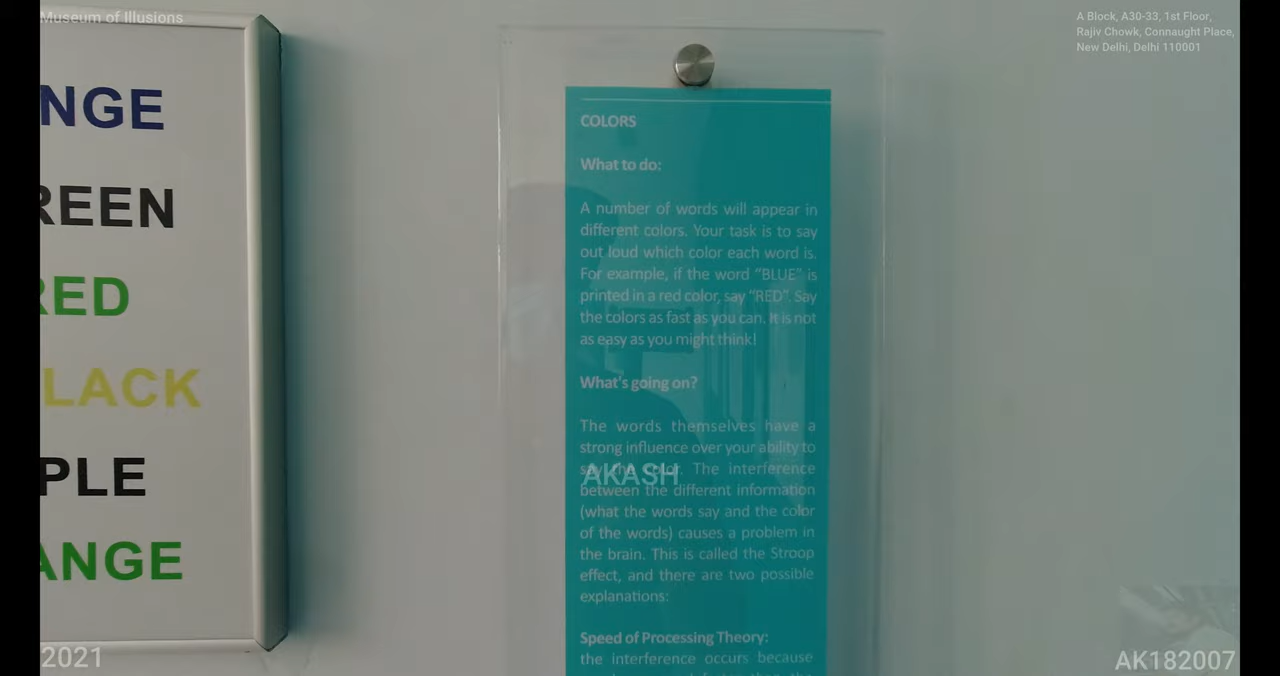 Museum of Illusions
A Block, A30-33, 1st Floor,
Rajiv Chowk, Connaught Place,
New Delhi, Delhi 110001
NGE
REEN
RED
LACK
PLE
ANGE
COLORS
What to do:
A number of words will appear in
different colors. Your task is to say
out loud which color each word is.
For example, if the word “BLUE” is
printed in a red color, say “RED”. Say
the colors as fast as you can. It is not
as easy as you might think!
What's going on?
The words themselves have a
strong influence over your ability to
say the color. The interference
AKASH
between the different information
(what the words say and the color
of the words) causes a problem in
the brain. This is called the Stroop
effect, and there are two possible
explanations:
Speed of Processing Theory:
the interference occurs because
2021
AK182007